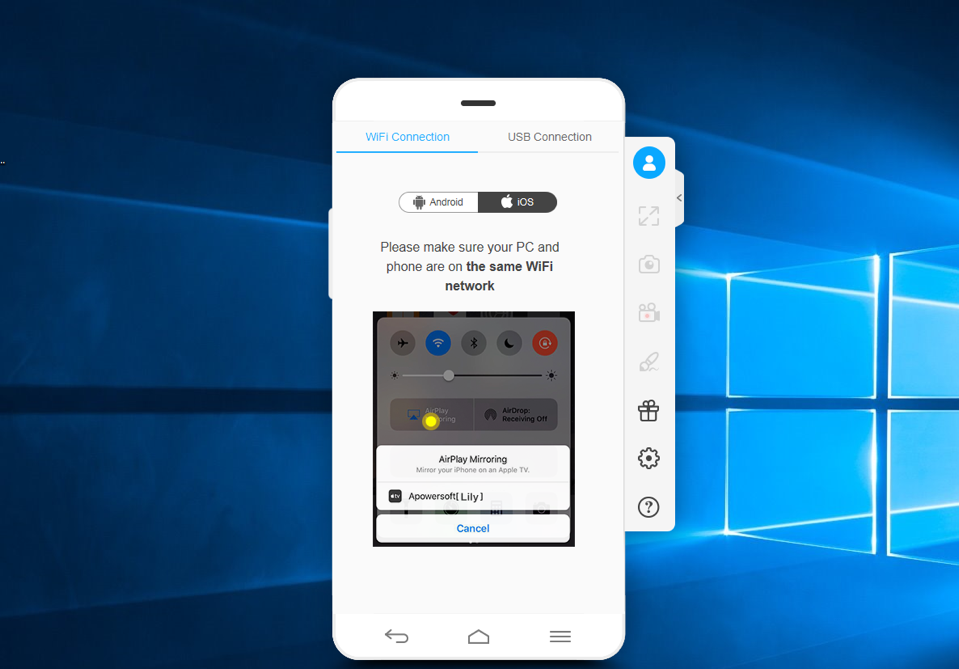 WiFi Connection
USB Connection
Android
iOS
Please make sure your PC and
phone are on the same WiFi
network
AirPlay
Mirroring
AirDrop:
Receiving Off
AirPlay Mirroring
Mirror your iPhone on an Apple TV.
tv
Apowersoft[ Lily ]
Cancel